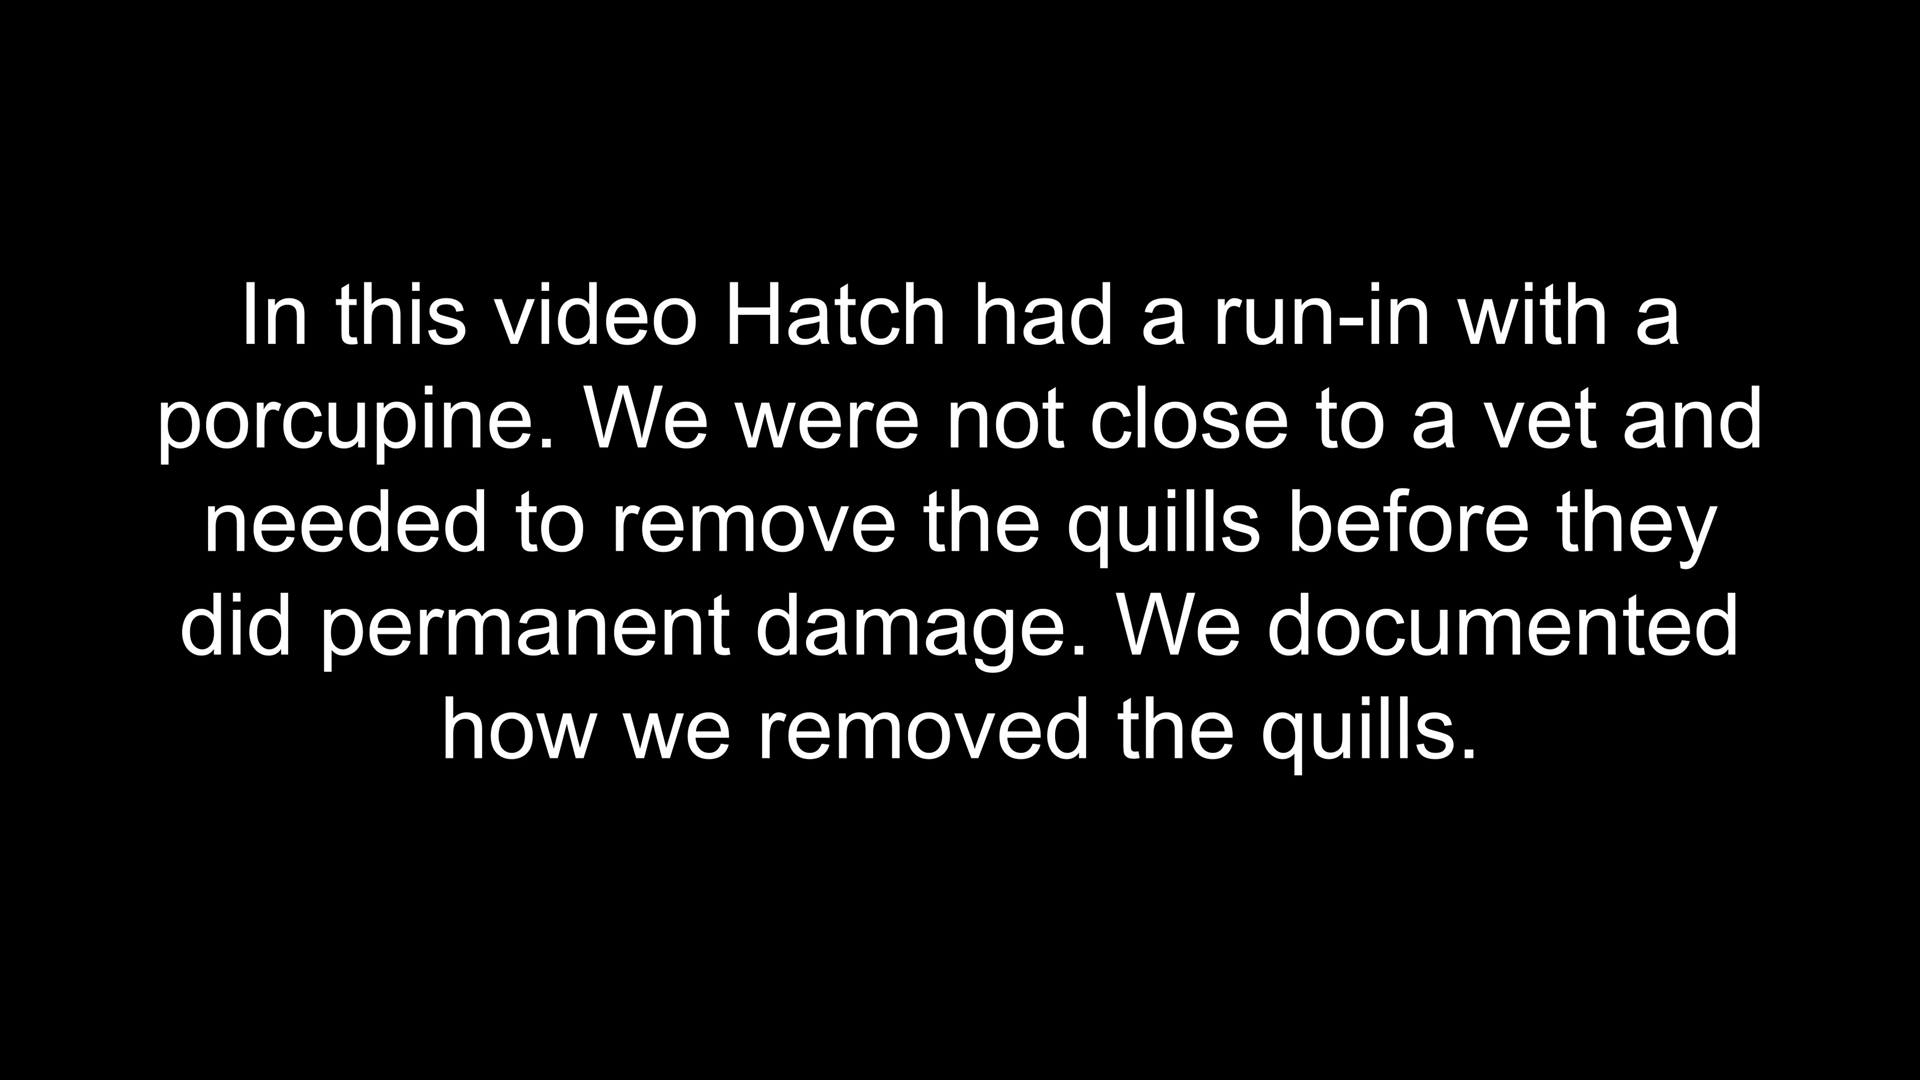 In this video Hatch had a run-in with a
porcupine. We were not close to a vet and
needed to remove the quills before they
did permanent damage. We documented
how we removed the quills.